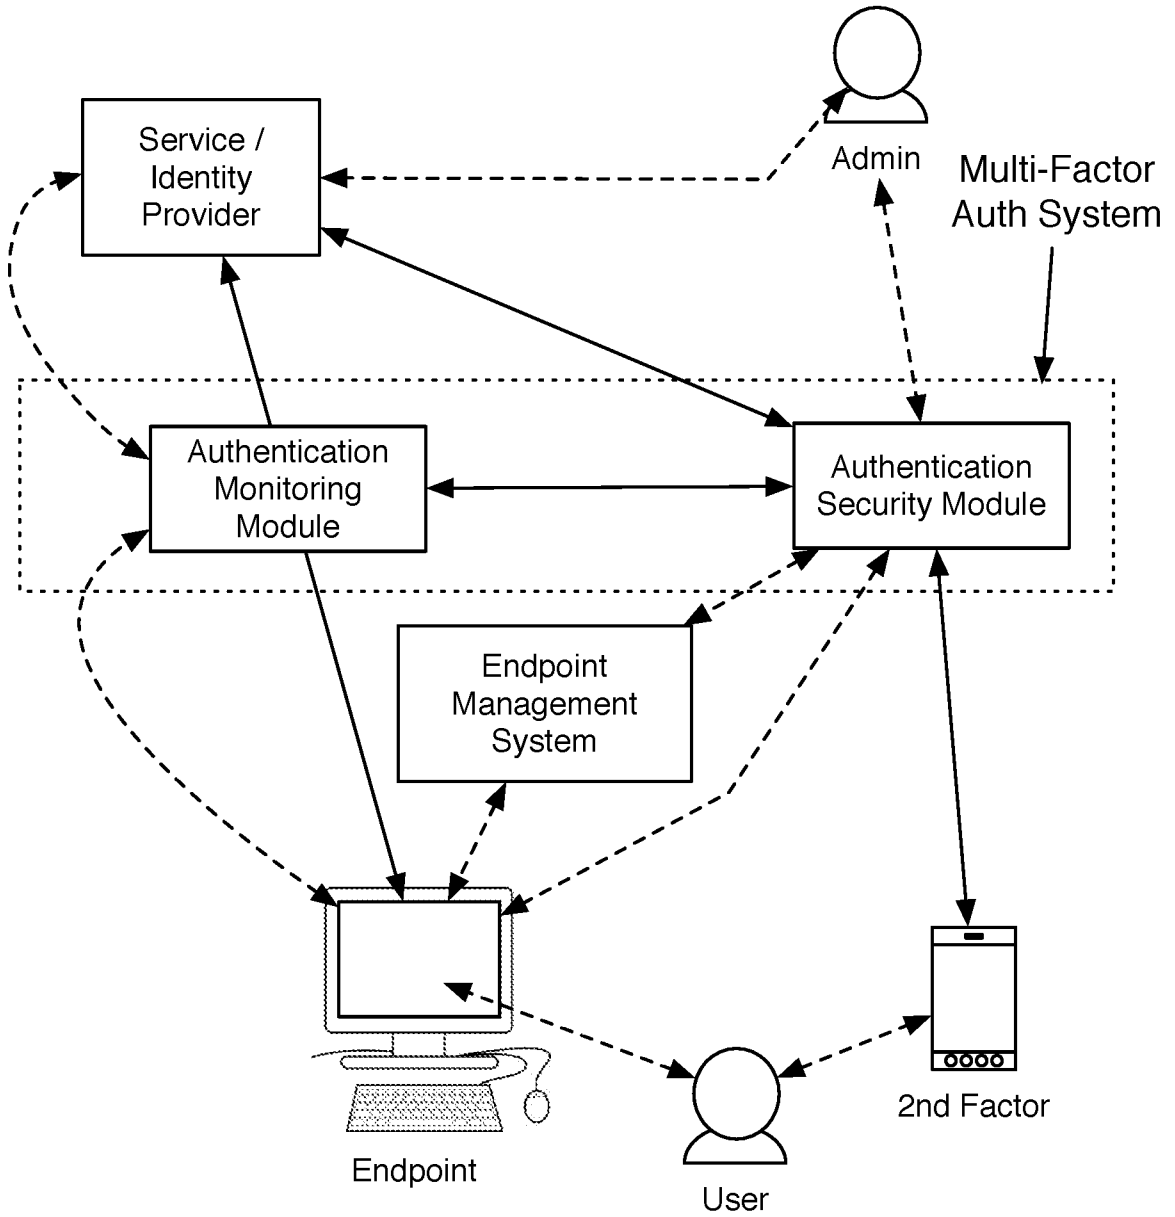 Service /
Identity
Provider
Admin
Multi-Factor
Auth System
Authentication
Monitoring
Module
Authentication
Security Module
Endpoint
Management
System
2nd Factor
Endpoint
User